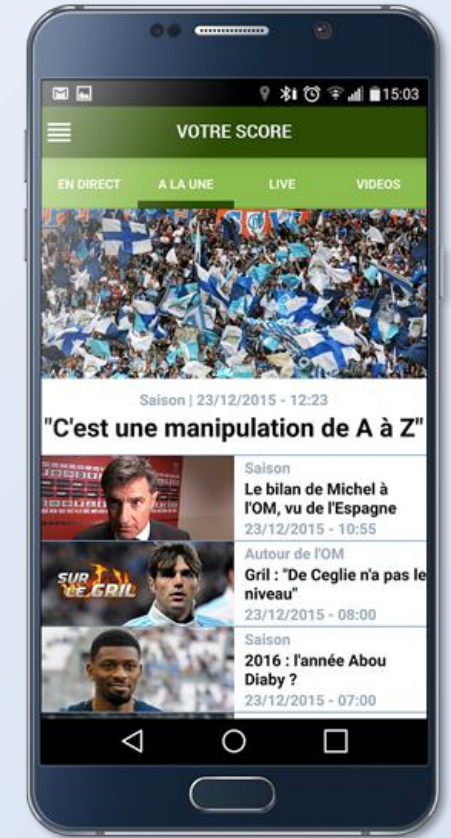 15:03
VOTRE SCORE
EN DIRECT
A LA UNE
LIVE
VIDEOS
Saison | 23/12/2015 - 12:23
"C'est une manipulation de A à Z"
Saison
Le bilan de Michel à
l'OM, vu de l'Espagne
23/12/2015 - 10:55
Autour de l'OM
SUR
LE GRIL
Gril : "De Ceglie n'a pas le
niveau"
23/12/2015 - 08:00
Saison
2016 : l'année Abou
Diaby ?
23/12/2015 - 07:00